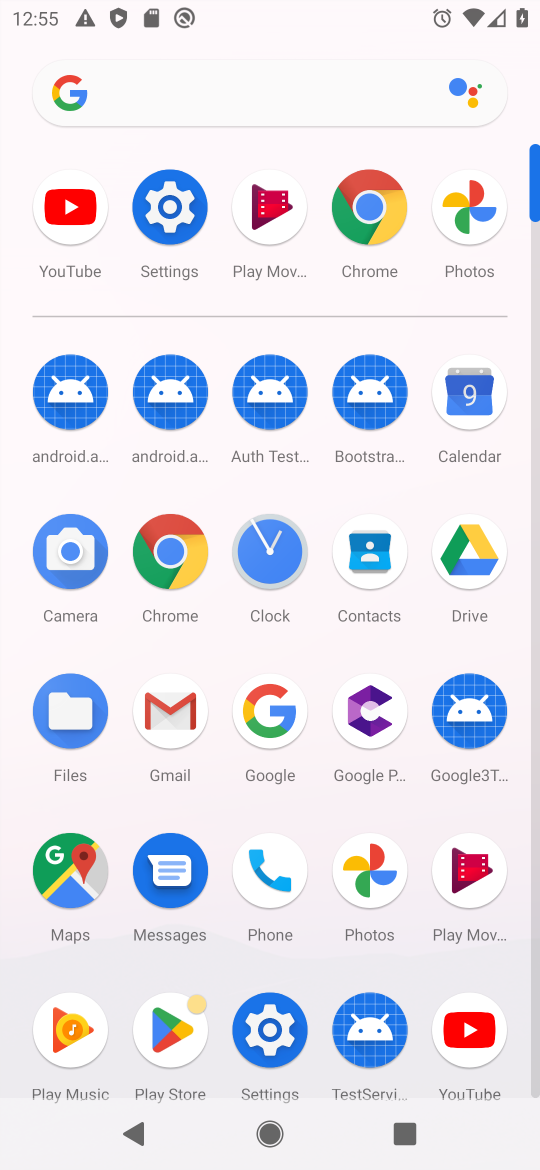 12:55
YouTube Settings Play Mov... Chrome Photos
android.a... android.a... Auth Test... Bootstra... Calendar
9
Camera Chrome Clock Contacts Drive
Files Gmail Google Google P... Google3T...
Maps Messages Phone Photos Play Mov...
Play Music Play Store Settings TestServi... YouTube